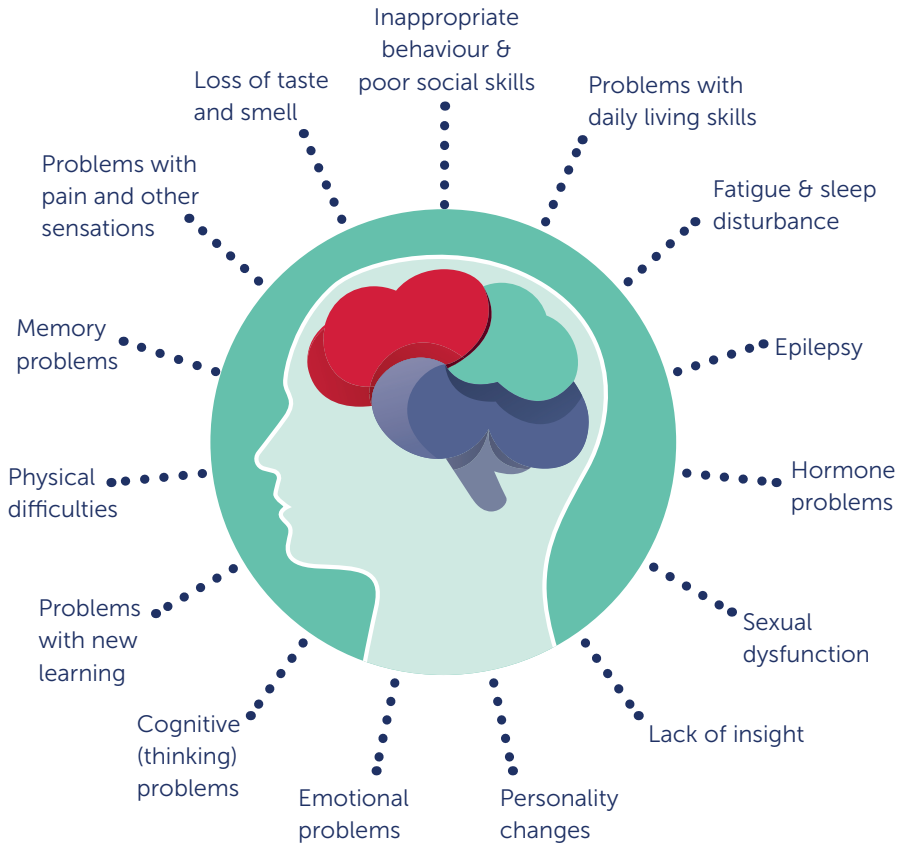 Inappropriate
behaviour &
poor social skills
Problems with
daily living skills
Fatigue & sleep
disturbance
Epilepsy
Hormone
problems
Sexual
dysfunction
Lack of insight
Personality
changes
Emotional
problems
Cognitive
(thinking)
problems
Problems
with new
learning
Physical
difficulties
Memory
problems
Problems with
pain and other
sensations
Loss of taste
and smell